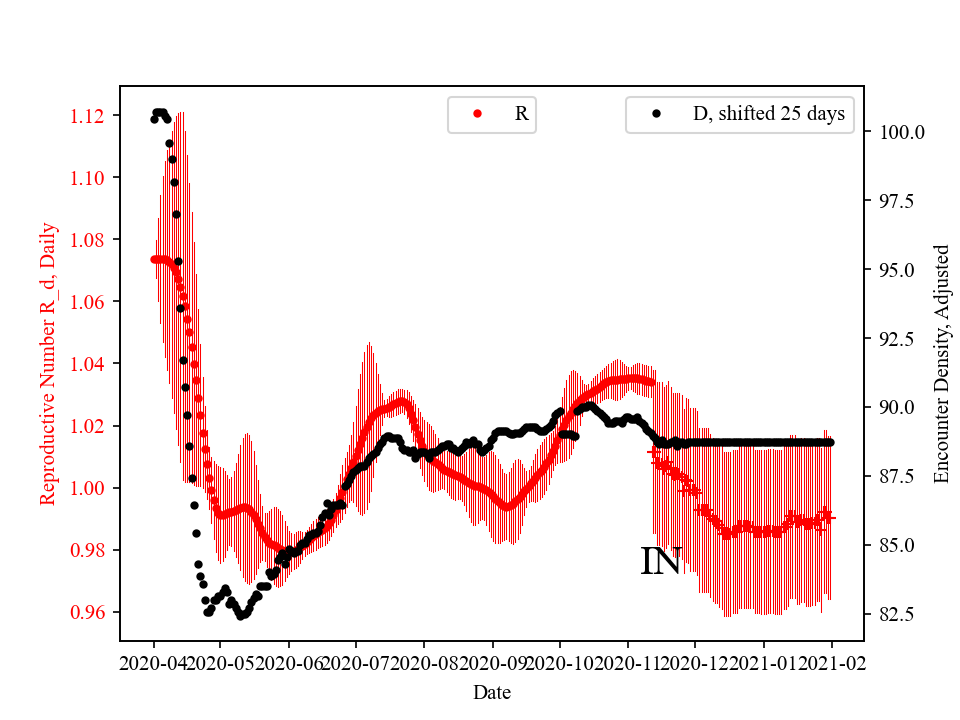 R
D, shifted 25 days
1.12
1.10
1.08
1.06
1.04
1.02
1.00
0.98
0.96
Reproductive Number R_d, Daily
100.0
97.5
95.0
92.5
90.0
87.5
85.0
82.5
Encounter Density, Adjusted
IN
2020-04 2020-05 2020-06 2020-07 2020-08 2020-09 2020-10 2020-11 2020-12 2021-01 2021-02
Date